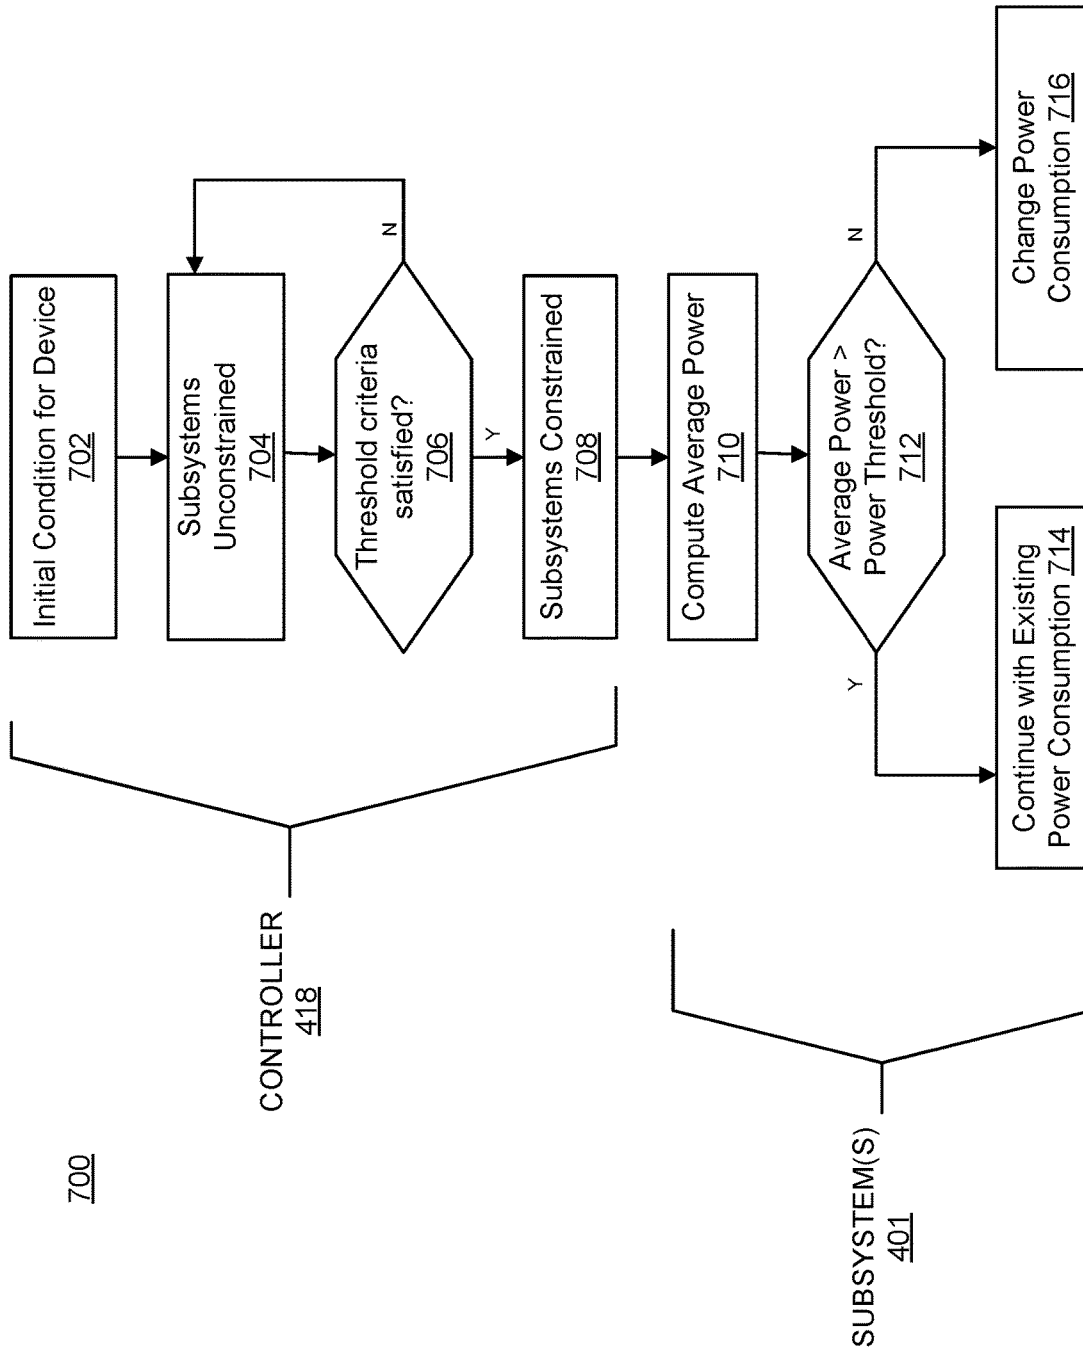 700
CONTROLLER
418
SUBSYSTEM(S)
401
Initial Condition for Device
702
Subsystems
Unconstrained
704
Threshold criteria
satisfied?
706
N
Y
Subsystems Constrained
708
Compute Average Power
710
Average Power >
Power Threshold?
712
Y
N
Continue with Existing
Power Consumption 714
Change Power
Consumption 716